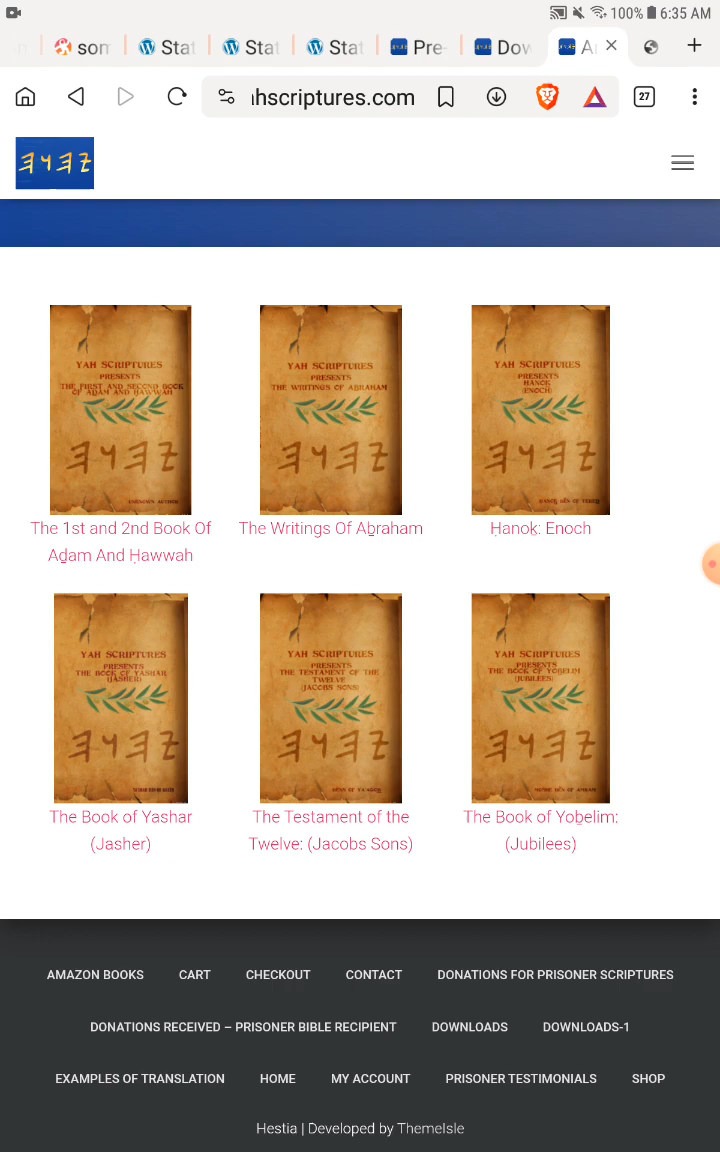 100% 6:35 AM
som
Stat
Stat
Stat
Pre-
Dow
A
hscriptures.com
27
𐤉𐤄𐤅𐤄
YAH SCRIPTURES
PRESENTS
THE FIRST AND SECOND BOOK
OF ADAM AND HAWWAH
𐤉𐤄𐤅𐤄
UNKNOWN AUTHOR
YAH SCRIPTURES
PRESENTS
THE WRITINGS OF ABRAHAM
𐤉𐤄𐤅𐤄
YAH SCRIPTURES
PRESENTS
HANOK
(ENOCH)
𐤉𐤄𐤅𐤄
The 1st and 2nd Book Of
Aḏam And Ḥawwah
The Writings Of Aḇraham
Ḥanoḵ: Enoch
YAH SCRIPTURES
PRESENTS
THE BOOK OF YASHAR
(JASHER)
𐤉𐤄𐤅𐤄
YAH SCRIPTURES
PRESENTS
THE TESTAMENT OF THE
TWELVE
(JACOBS SONS)
𐤉𐤄𐤅𐤄
YAH SCRIPTURES
PRESENTS
THE BOOK OF YOBELIM
(JUBILEES)
𐤉𐤄𐤅𐤄
The Book of Yashar
(Jasher)
The Testament of the
Twelve: (Jacobs Sons)
The Book of Yoḇelim:
(Jubilees)
AMAZON BOOKS CART CHECKOUT CONTACT DONATIONS FOR PRISONER SCRIPTURES
DONATIONS RECEIVED – PRISONER BIBLE RECIPIENT DOWNLOADS DOWNLOADS-1
EXAMPLES OF TRANSLATION HOME MY ACCOUNT PRISONER TESTIMONIALS SHOP
Hestia | Developed by ThemeIsle